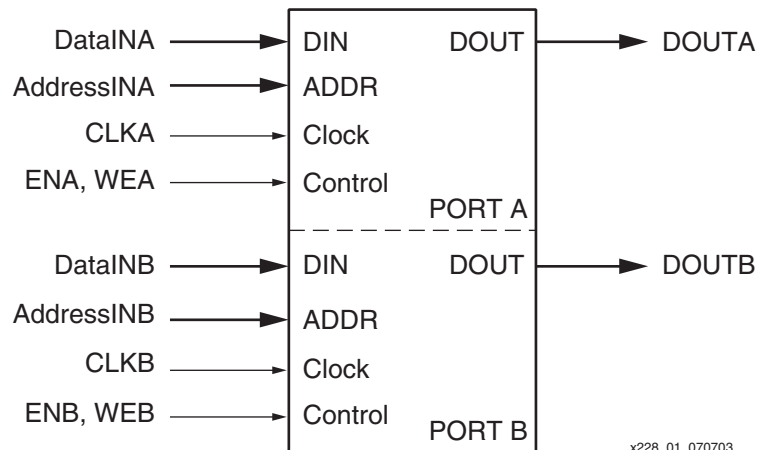 DataINA DIN DOUT DOUTA
AddressINA ADDR
CLKA Clock
ENA, WEA Control
PORT A
DataINB DIN DOUT DOUTB
AddressINB ADDR
CLKB Clock
ENB, WEB Control
PORT B
x228_01_070703